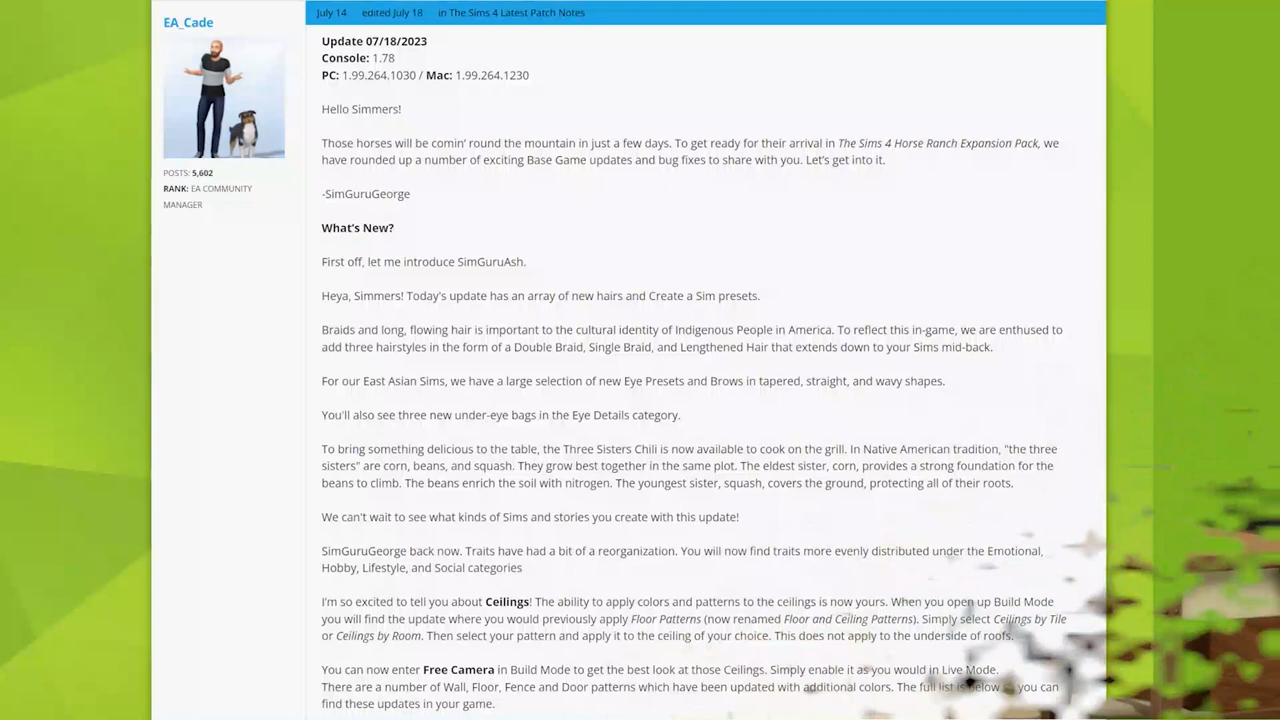 EA_Cade
POSTS: 5,602
RANK: EA COMMUNITY
MANAGER
July 14 edited July 18 in The Sims 4 Latest Patch Notes
Update 07/18/2023
Console: 1.78
PC: 1.99.264.1030 / Mac: 1.99.264.1230
Hello Simmers!
Those horses will be comin' round the mountain in just a few days. To get ready for their arrival in The Sims 4 Horse Ranch Expansion Pack, we
have rounded up a number of exciting Base Game updates and bug fixes to share with you. Let's get into it.
-SimGuruGeorge
What's New?
First off, let me introduce SimGuruAsh.
Heya, Simmers! Today's update has an array of new hairs and Create a Sim presets.
Braids and long, flowing hair is important to the cultural identity of Indigenous People in America. To reflect this in-game, we are enthused to
add three hairstyles in the form of a Double Braid, Single Braid, and Lengthened Hair that extends down to your Sims mid-back.
For our East Asian Sims, we have a large selection of new Eye Presets and Brows in tapered, straight, and wavy shapes.
You'll also see three new under-eye bags in the Eye Details category.
To bring something delicious to the table, the Three Sisters Chili is now available to cook on the grill. In Native American tradition, "the three
sisters" are corn, beans, and squash. They grow best together in the same plot. The eldest sister, corn, provides a strong foundation for the
beans to climb. The beans enrich the soil with nitrogen. The youngest sister, squash, covers the ground, protecting all of their roots.
We can't wait to see what kinds of Sims and stories you create with this update!
SimGuruGeorge back now. Traits have had a bit of a reorganization. You will now find traits more evenly distributed under the Emotional,
Hobby, Lifestyle, and Social categories
I'm so excited to tell you about Ceilings! The ability to apply colors and patterns to the ceilings is now yours. When you open up Build Mode
you will find the update where you would previously apply Floor Patterns (now renamed Floor and Ceiling Patterns). Simply select Ceilings by Tile
or Ceilings by Room. Then select your pattern and apply it to the ceiling of your choice. This does not apply to the underside of roofs.
You can now enter Free Camera in Build Mode to get the best look at those Ceilings. Simply enable it as you would in Live Mode.
There are a number of Wall, Floor, Fence and Door patterns which have been updated with additional colors. The full list is below you can
find these updates in your game.